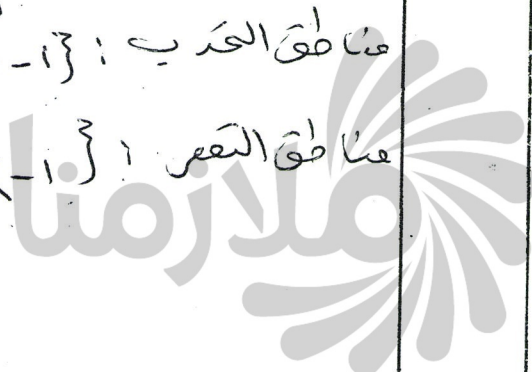 مناطق التحدب : {1-
مناطق التقعر : {1-
ملازمنا